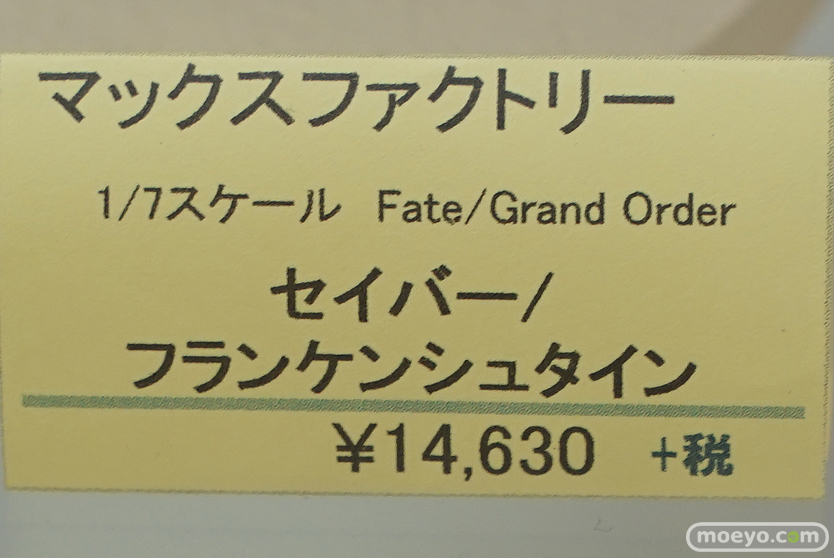 マックスファクトリー
1/7スケール Fate/Grand Order
セイバー/
フランケンシュタイン
¥14,630 +税
moeyo.com